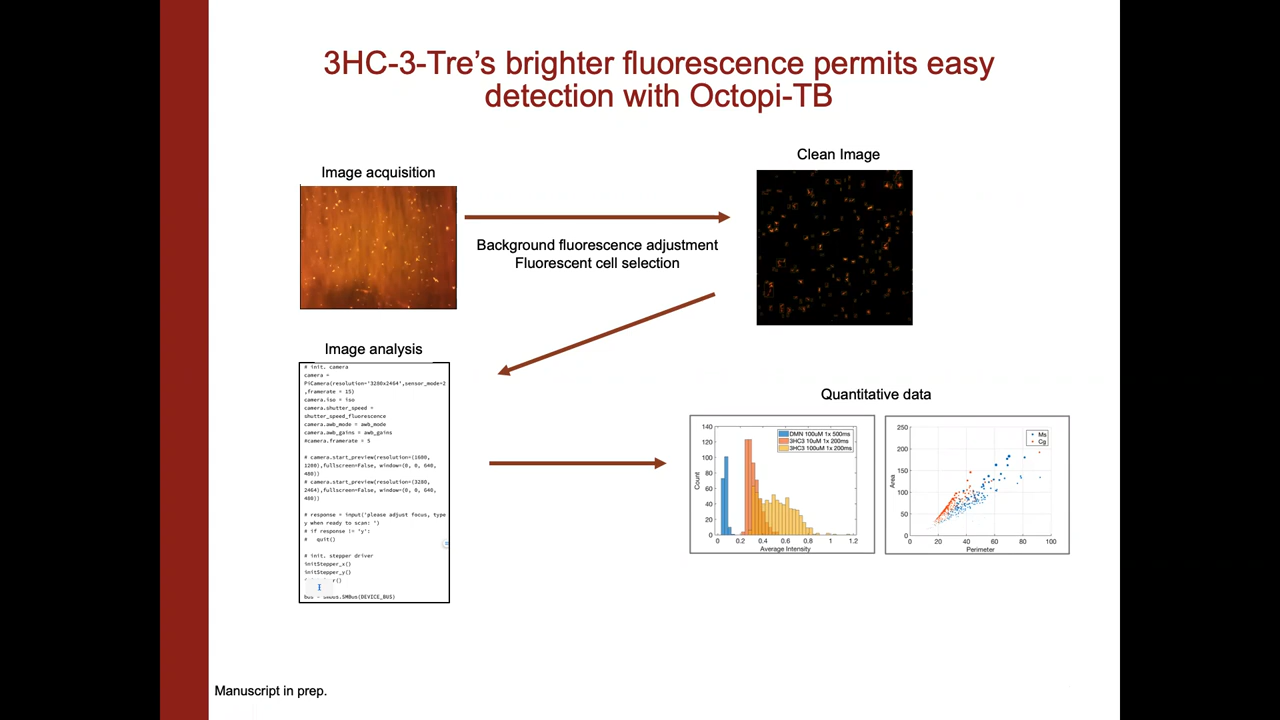 3HC-3-Tre's brighter fluorescence permits easy
detection with Octopi-TB
Image acquisition
Clean Image
Background fluorescence adjustment
Fluorescent cell selection
Image analysis
# init. camera
camera =
PiCamera(resolution='3280x2464',sensor_mode=2
,framerate = 15)
camera.iso = iso
camera.shutter_speed =
shutter_speed_fluorescence
camera.awb_mode = awb_mode
camera.awb_gains = awb_gains
#camera.framerate = 5
# camera.start_preview(resolution=(1600,
1200),fullscreen=False, window=(0, 0, 640,
480))
# camera.start_preview(resolution=(3280,
2464),fullscreen=False, window=(0, 0, 640,
480))
# response = input('please adjust focus, type
y when ready to scan: ')
# if response != 'y':
# quit()
# init. stepper driver
initStepper_x()
initStepper_y()
DEVICE_BUS)
Quantitative data
140
120
100
80
60
40
20
0
Count
DMN 100uM 1x 500ms
3HC3 10uM 1x 200ms
3HC3 100uM 1x 200ms
0 0.2 0.4 0.6 0.8 1 1.2
Average Intensity
250
200
150
100
50
0
Area
Ms
Cg
0 20 40 60 80 100
Perimeter
Manuscript in prep.